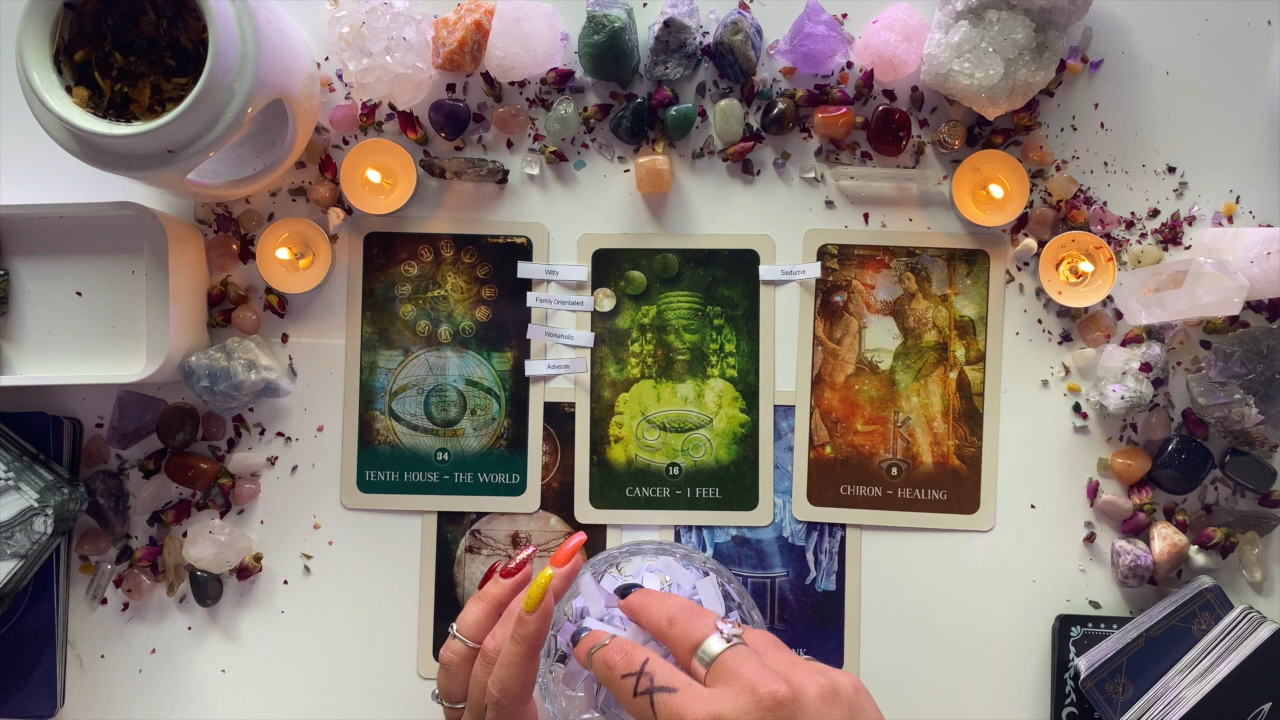 Witty
Family Orientated
Workaholic
Advocate
Seductive
34
TENTH HOUSE ~ THE WORLD
16
CANCER ~ I FEEL
8
CHIRON ~ HEALING